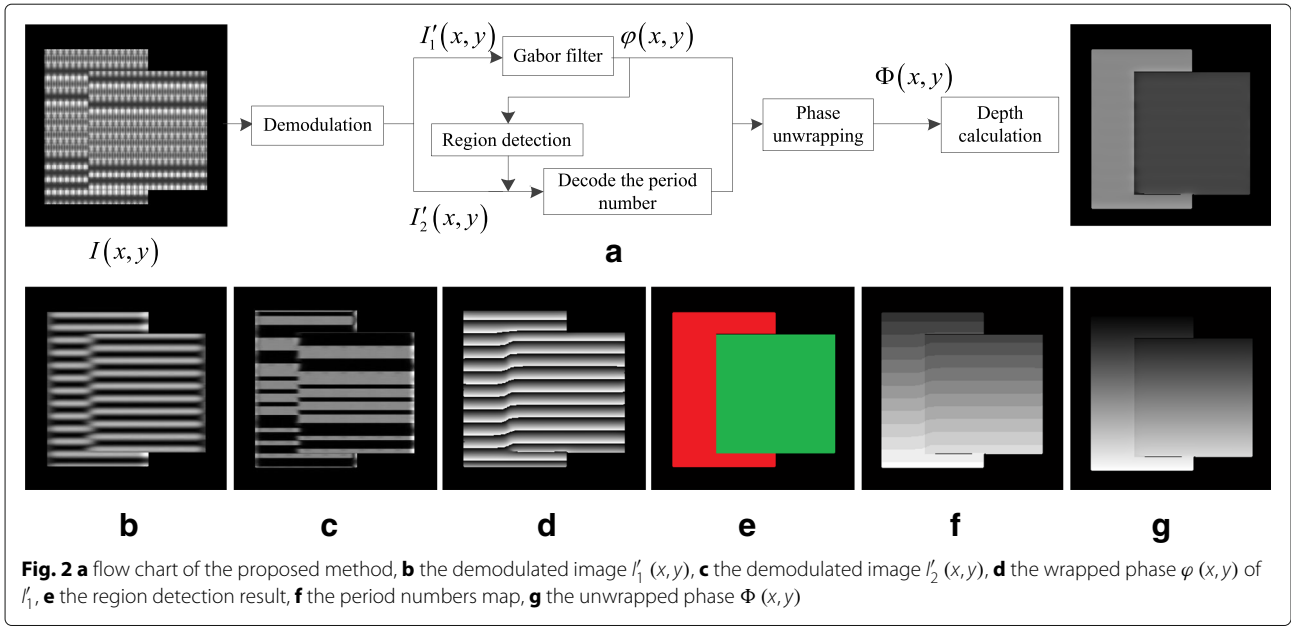 I′₁(x, y)
φ(x, y)
Gabor filter
Φ(x, y)
Demodulation
Region detection
Phase
unwrapping
Depth
calculation
Decode the period
number
I′₂(x, y)
I(x, y)
a
b c d e f g
Fig. 2 a flow chart of the proposed method, b the demodulated image I′₁ (x, y), c the demodulated image I′₂ (x, y), d the wrapped phase φ (x, y) of
I′₁, e the region detection result, f the period numbers map, g the unwrapped phase Φ (x, y)